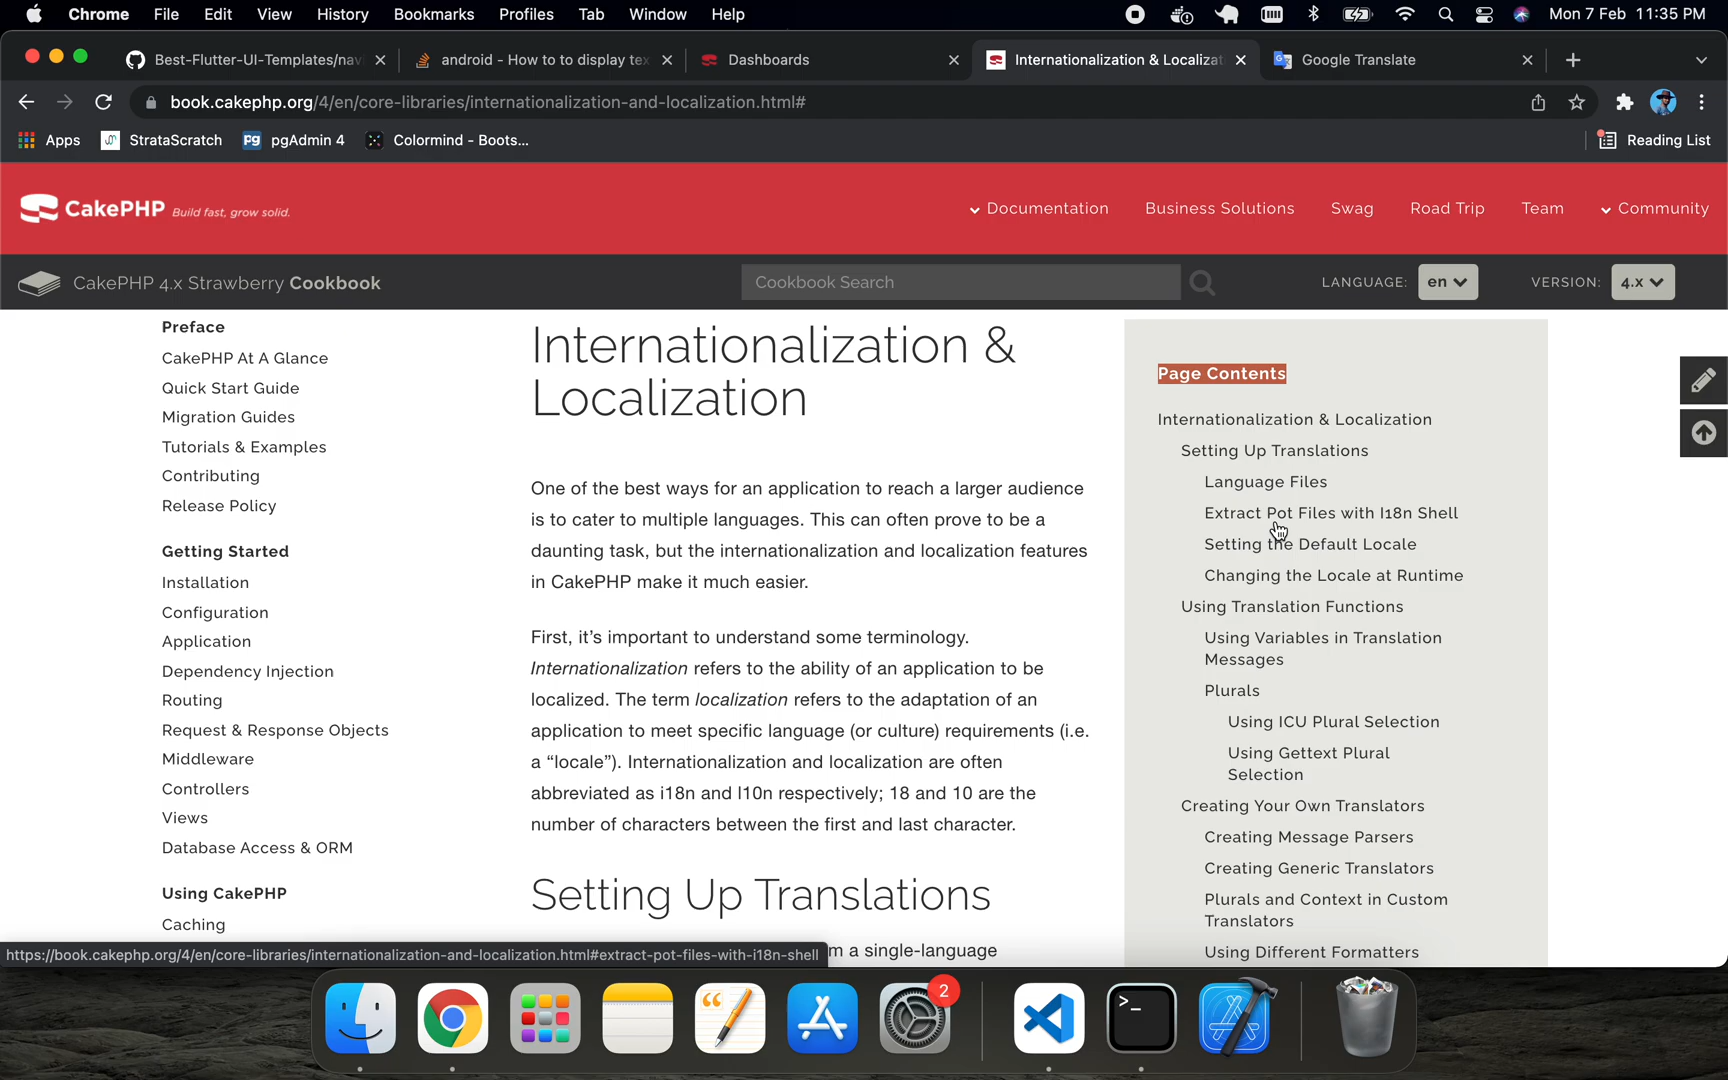 Chrome File Edit View History Bookmarks Profiles Tab Window Help Mon 7 Feb 11:35 PM
Best-Flutter-UI-Templates/nav android - How to to display tex Dashboards Internationalization & Localizat Google Translate
book.cakephp.org/4/en/core-libraries/internationalization-and-localization.html#
Apps StrataScratch pgAdmin 4 Colormind - Boots... Reading List
CakePHP Build fast, grow solid. Documentation Business Solutions Swag Road Trip Team Community
CakePHP 4.x Strawberry Cookbook Cookbook Search LANGUAGE: en VERSION: 4.x
Preface
CakePHP At A Glance
Quick Start Guide
Migration Guides
Tutorials & Examples
Contributing
Release Policy
Getting Started
Installation
Configuration
Application
Dependency Injection
Routing
Request & Response Objects
Middleware
Controllers
Views
Database Access & ORM
Using CakePHP
Caching
Internationalization &
Localization
One of the best ways for an application to reach a larger audience
is to cater to multiple languages. This can often prove to be a
daunting task, but the internationalization and localization features
in CakePHP make it much easier.
First, it’s important to understand some terminology.
Internationalization refers to the ability of an application to be
localized. The term localization refers to the adaptation of an
application to meet specific language (or culture) requirements (i.e.
a “locale”). Internationalization and localization are often
abbreviated as i18n and l10n respectively; 18 and 10 are the
number of characters between the first and last character.
Setting Up Translations
m a single-language
Page Contents
Internationalization & Localization
Setting Up Translations
Language Files
Extract Pot Files with I18n Shell
Setting the Default Locale
Changing the Locale at Runtime
Using Translation Functions
Using Variables in Translation
Messages
Plurals
Using ICU Plural Selection
Using Gettext Plural
Selection
Creating Your Own Translators
Creating Message Parsers
Creating Generic Translators
Plurals and Context in Custom
Translators
Using Different Formatters
https://book.cakephp.org/4/en/core-libraries/internationalization-and-localization.html#extract-pot-files-with-i18n-shell
2